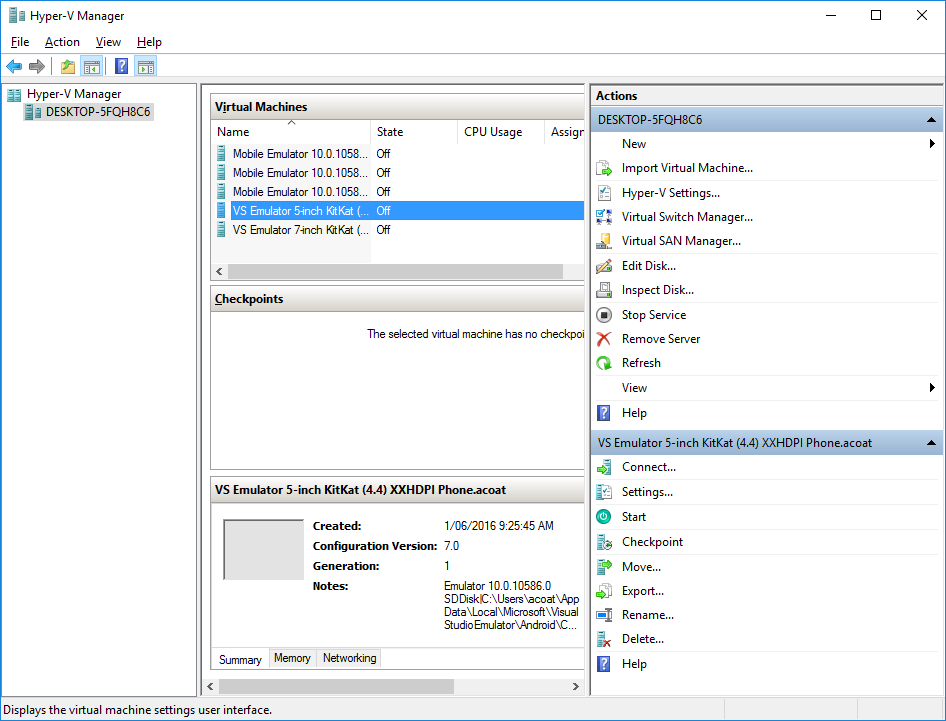 Hyper-V Manager
File Action View Help
Hyper-V Manager
DESKTOP-5FQH8C6
Virtual Machines
Name State CPU Usage Assign
Mobile Emulator 10.0.1058... Off
Mobile Emulator 10.0.1058... Off
Mobile Emulator 10.0.1058... Off
VS Emulator 5-inch KitKat (... Off
VS Emulator 7-inch KitKat (... Off
Checkpoints
The selected virtual machine has no checkpoi
VS Emulator 5-inch KitKat (4.4) XXHDPI Phone.acoat
Created: 1/06/2016 9:25:45 AM
Configuration Version: 7.0
Generation: 1
Notes: Emulator 10.0.10586.0
SDDisk|C:\Users\acoat\App
Data\Local\Microsoft\Visual
StudioEmulator\Android\C...
Summary Memory Networking
Actions
DESKTOP-5FQH8C6
New
Import Virtual Machine...
Hyper-V Settings...
Virtual Switch Manager...
Virtual SAN Manager...
Edit Disk...
Inspect Disk...
Stop Service
Remove Server
Refresh
View
Help
VS Emulator 5-inch KitKat (4.4) XXHDPI Phone.acoat
Connect...
Settings...
Start
Checkpoint
Move...
Export...
Rename...
Delete...
Help
Displays the virtual machine settings user interface.